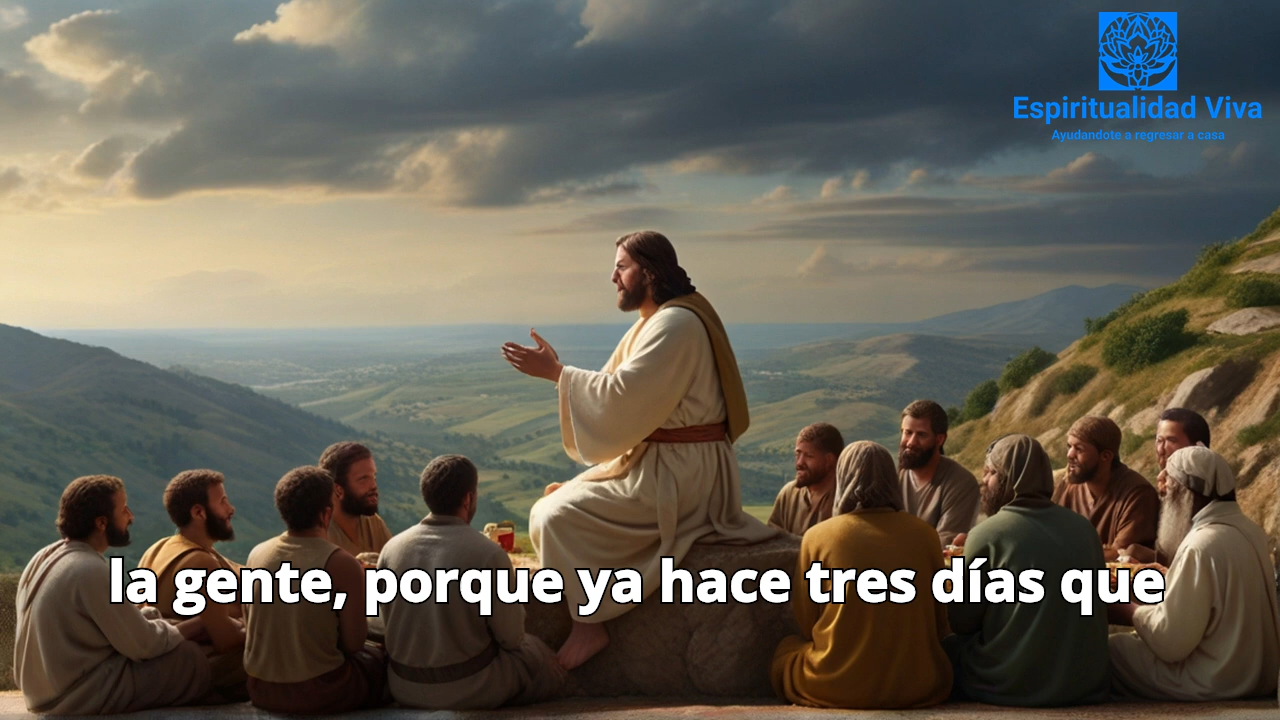 Espiritualidad Viva
Ayudandote a regresar a casa
la gente, porque ya hace tres días que